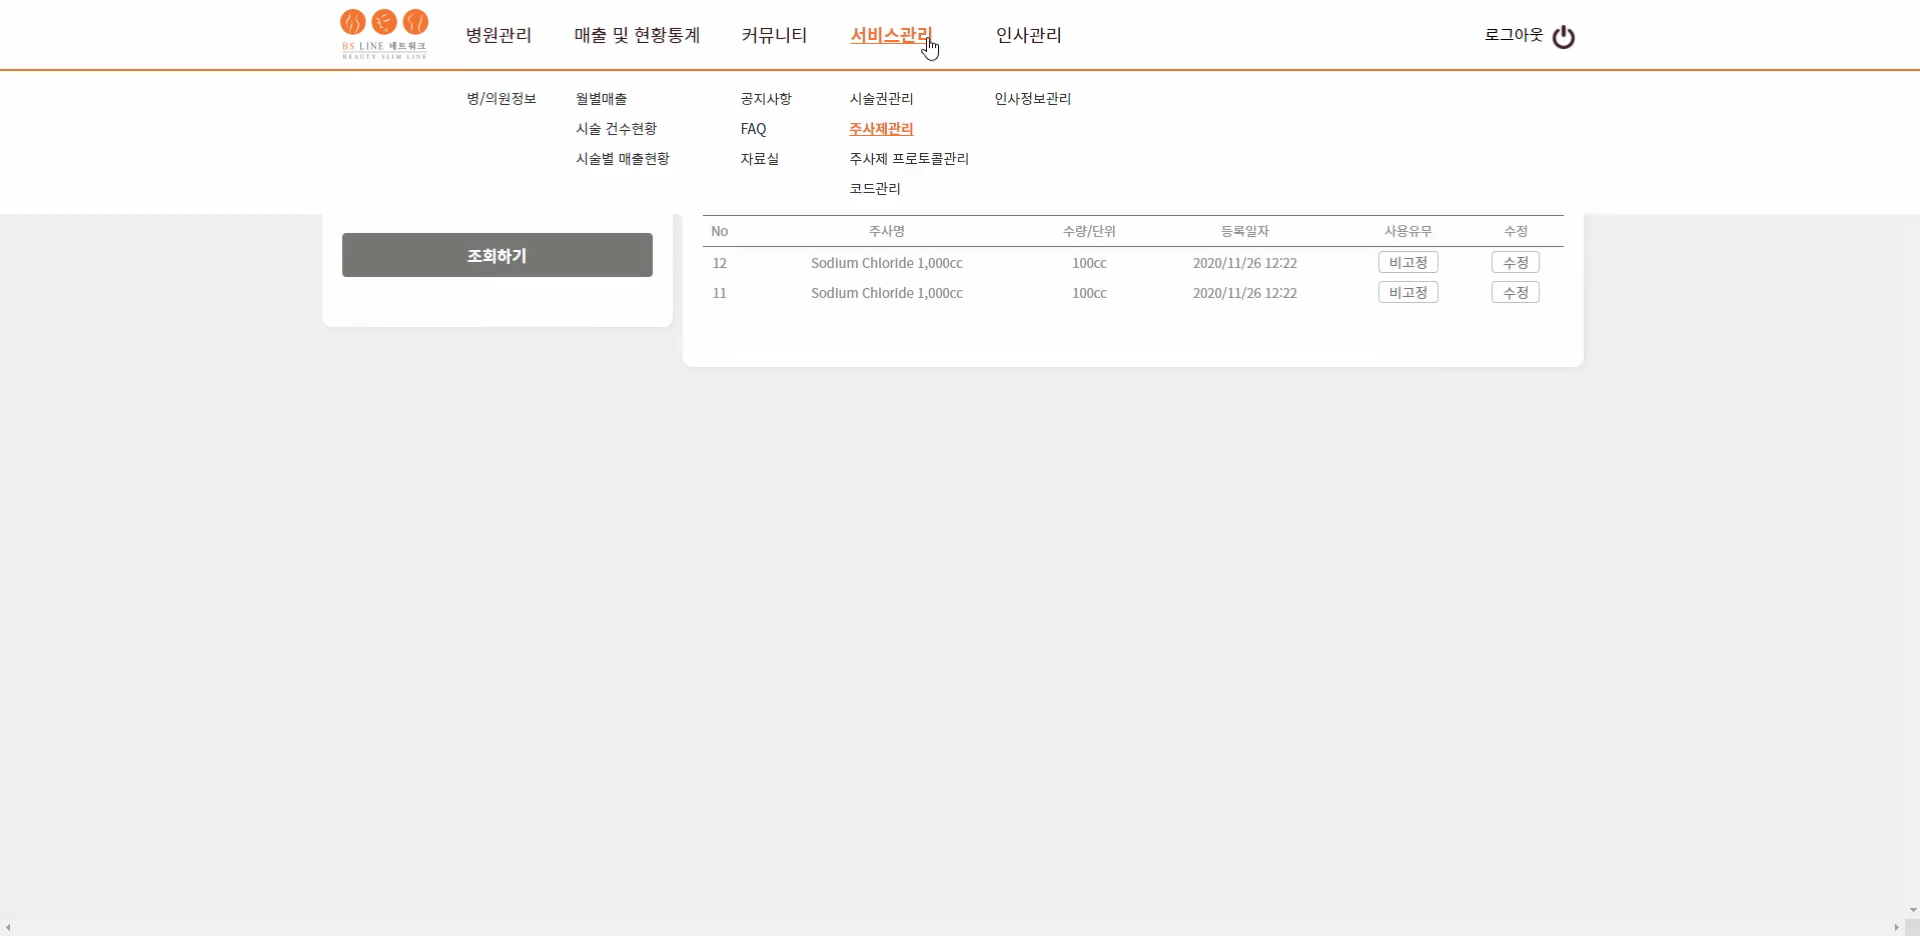 BS LINE 네트워크
BEAUTY SLIM LINE
병원관리 매출 및 현황통계 커뮤니티 서비스관리 인사관리 로그아웃
병/의원정보 월별매출 공지사항 시술권관리 인사정보관리
시술 건수현황 FAQ 주사제관리
시술별 매출현황 자료실 주사제 프로토콜관리
코드관리
조회하기
No 주사명 수량/단위 등록일자 사용유무 수정
12 Sodium Chloride 1,000cc 100cc 2020/11/26 12:22 비고정 수정
11 Sodium Chloride 1,000cc 100cc 2020/11/26 12:22 비고정 수정